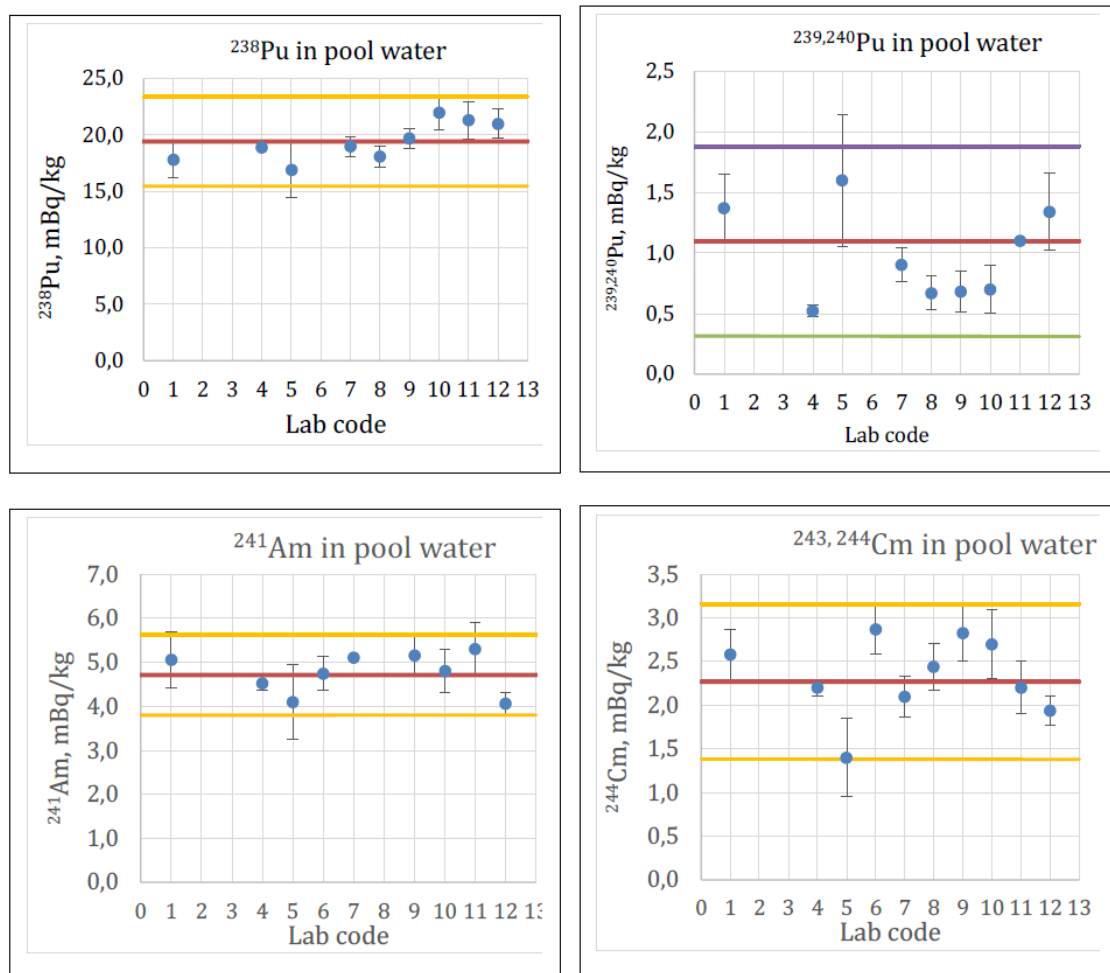 ²³⁸Pu in pool water
²³⁸Pu, mBq/kg
25,0
20,0
15,0
10,0
5,0
0,0
0 1 2 3 4 5 6 7 8 9 10 11 12 13
Lab code
²³⁹,²⁴⁰Pu in pool water
²³⁹,²⁴⁰Pu, mBq/kg
2,5
2,0
1,5
1,0
0,5
0,0
0 1 2 3 4 5 6 7 8 9 10 11 12 13
Lab code
²⁴¹Am in pool water
²⁴¹Am, mBq/kg
7,0
6,0
5,0
4,0
3,0
2,0
1,0
0,0
0 1 2 3 4 5 6 7 8 9 10 11 12 13
Lab code
²⁴³, ²⁴⁴Cm in pool water
²⁴⁴Cm, mBq/kg
3,5
3,0
2,5
2,0
1,5
1,0
0,5
0,0
0 1 2 3 4 5 6 7 8 9 10 11 12 13
Lab code